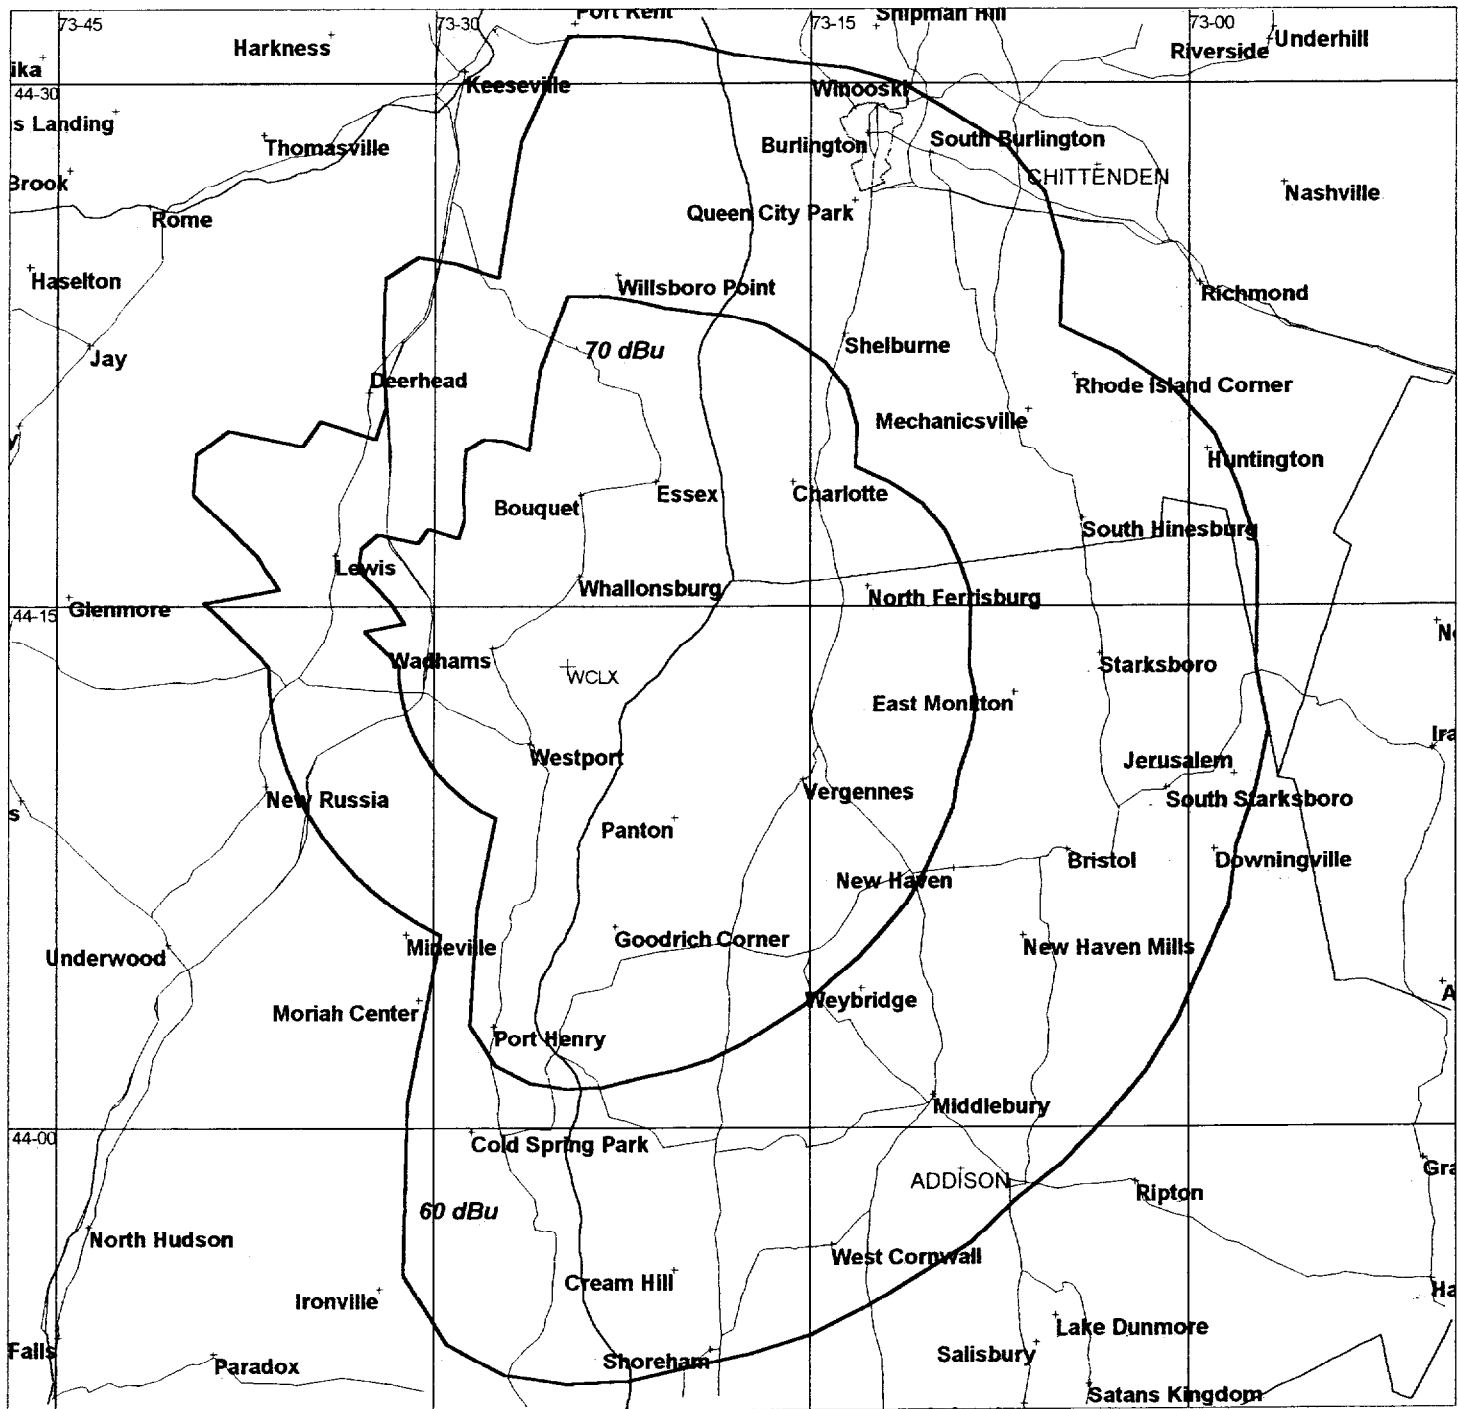 73-45
73-30
Port Kent
73-15
Shipman Hill
73-00
Harkness
Riverside
Underhill
ika
Keeseville
Winooski
44-30
s Landing
Thomasville
Burlington
South Burlington
Brook
CHITTENDEN
Nashville
Rome
Queen City Park
Haselton
Willsboro Point
Richmond
Jay
70 dBu
Shelburne
Deerhead
Rhode Island Corner
Mechanicsville
Huntington
Bouquet
Essex
Charlotte
South Hinesburg
Lewis
Whallonsburg
North Ferrisburg
44-15
Glenmore
Wadhams
WCLX
Starksboro
East Monkton
Ira
Westport
Jerusalem
New Russia
Vergennes
South Starksboro
s
Panton
Bristol
Downingville
New Haven
Mineville
Goodrich Corner
New Haven Mills
Underwood
Moriah Center
Weybridge
A
Port Henry
Middlebury
44-00
Cold Spring Park
Gra
ADDISON
Ripton
60 dBu
North Hudson
West Cornwall
Cream Hill
Ha
Ironville
Lake Dunmore
Falls
Paradox
Shoreham
Salisbury
Satans Kingdom